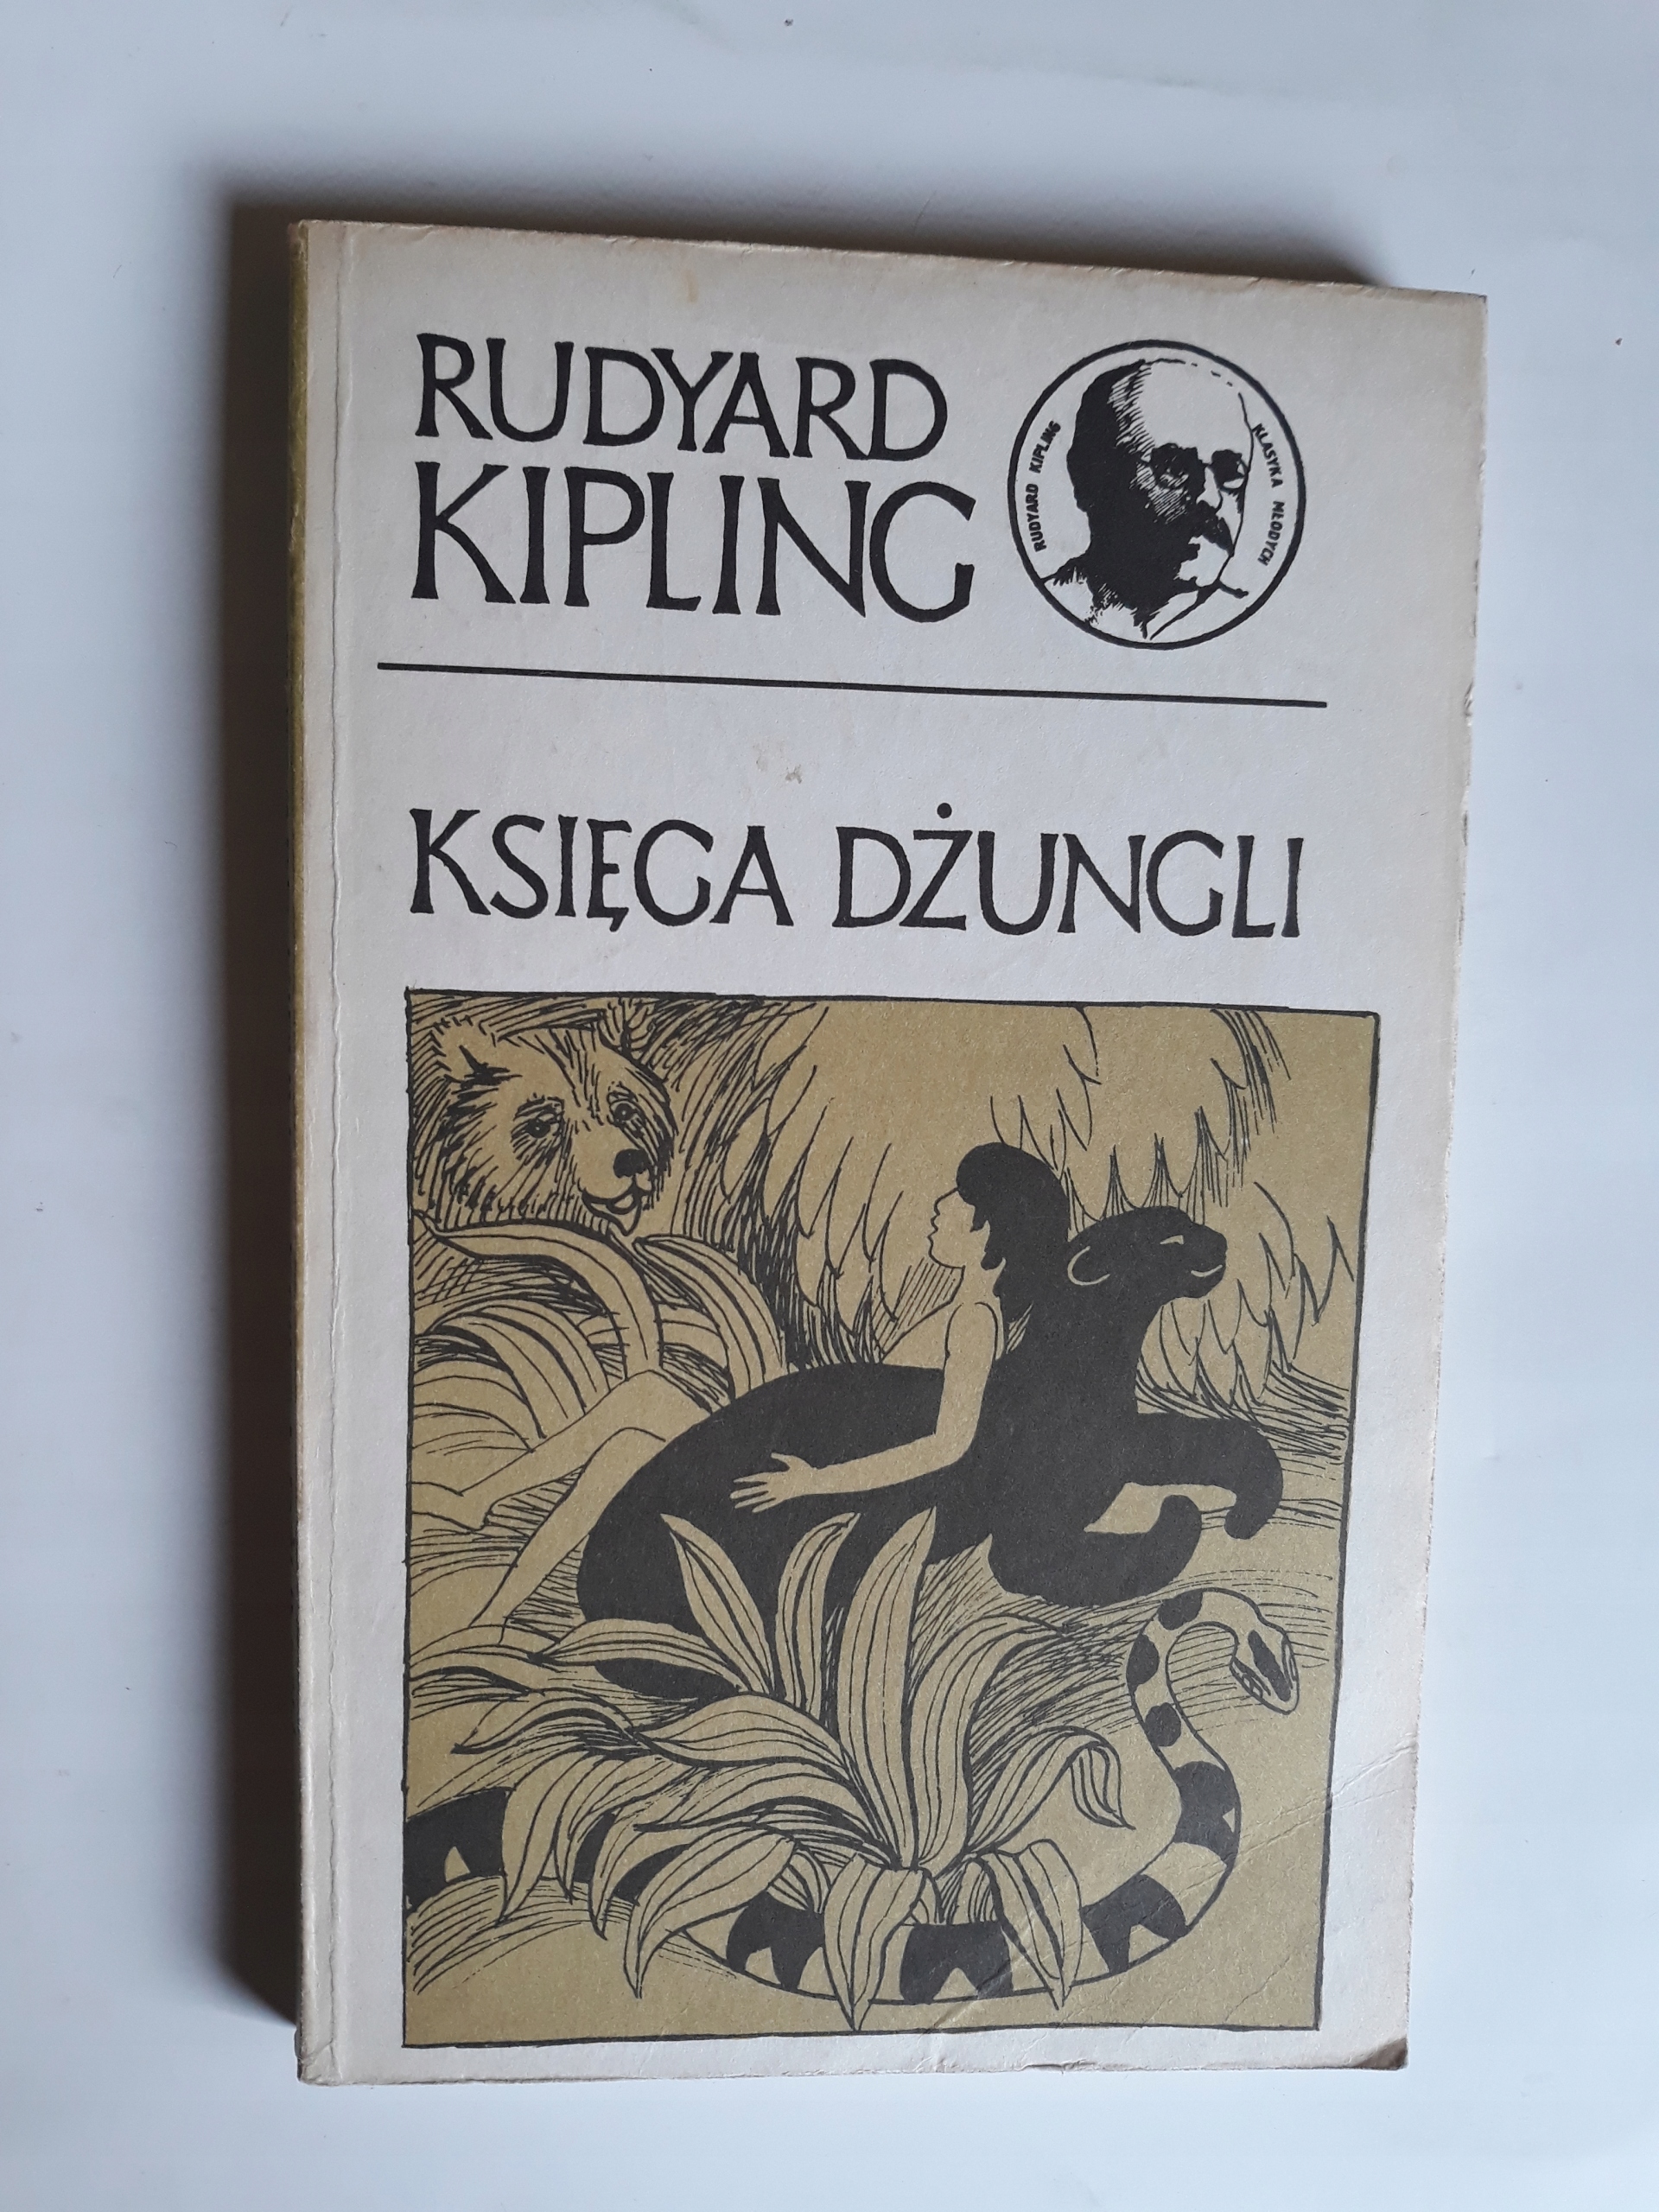 RUDYARD
KIPLING
RUDYARD KIPLING
KLASYKA MŁODYCH
KSIĘGA DŻUNGLI